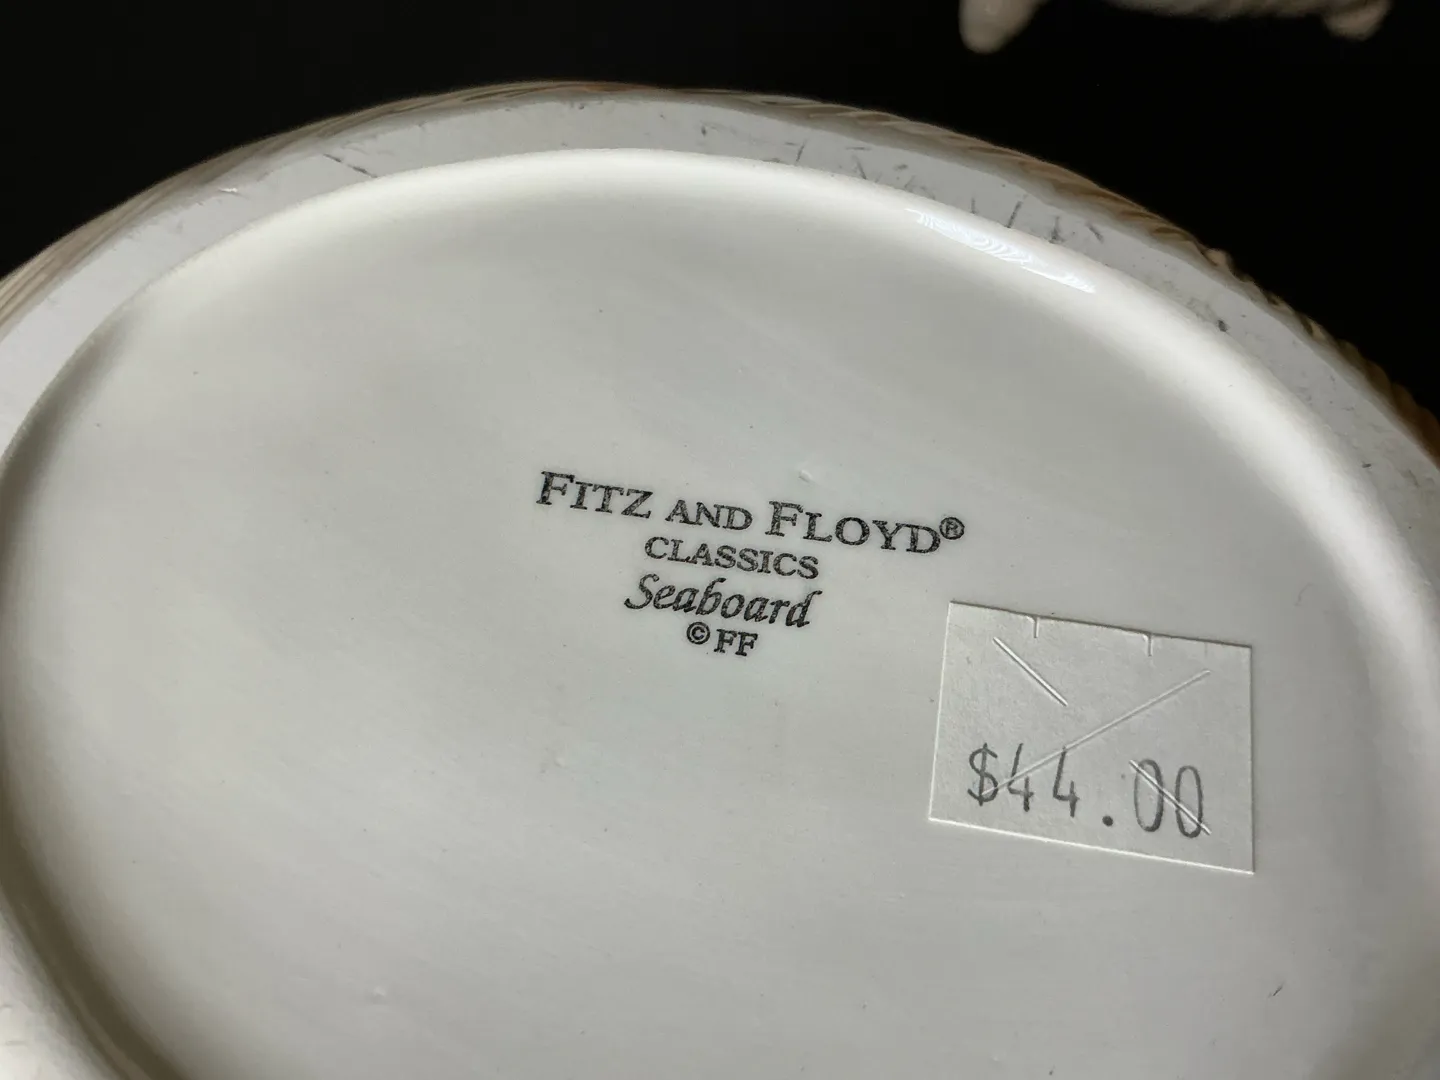 FITZ AND FLOYD®
CLASSICS
Seaboard
© FF
$44.00